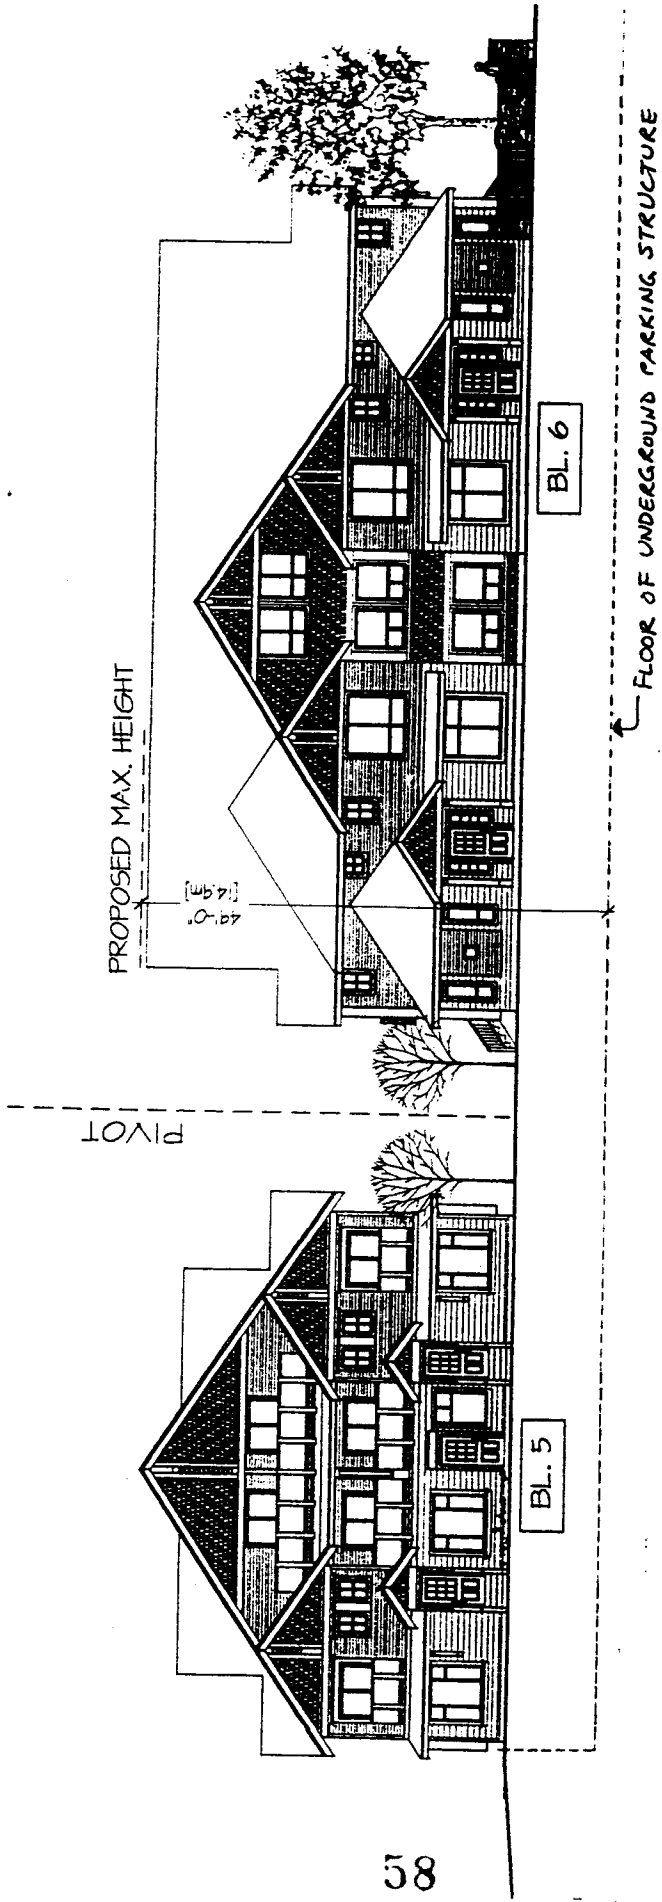 PROPOSED MAX. HEIGHT
49'-0"
[14.9m]
PIVOT
BL. 5
BL. 6
FLOOR OF UNDERGROUND PARKING STRUCTURE
58